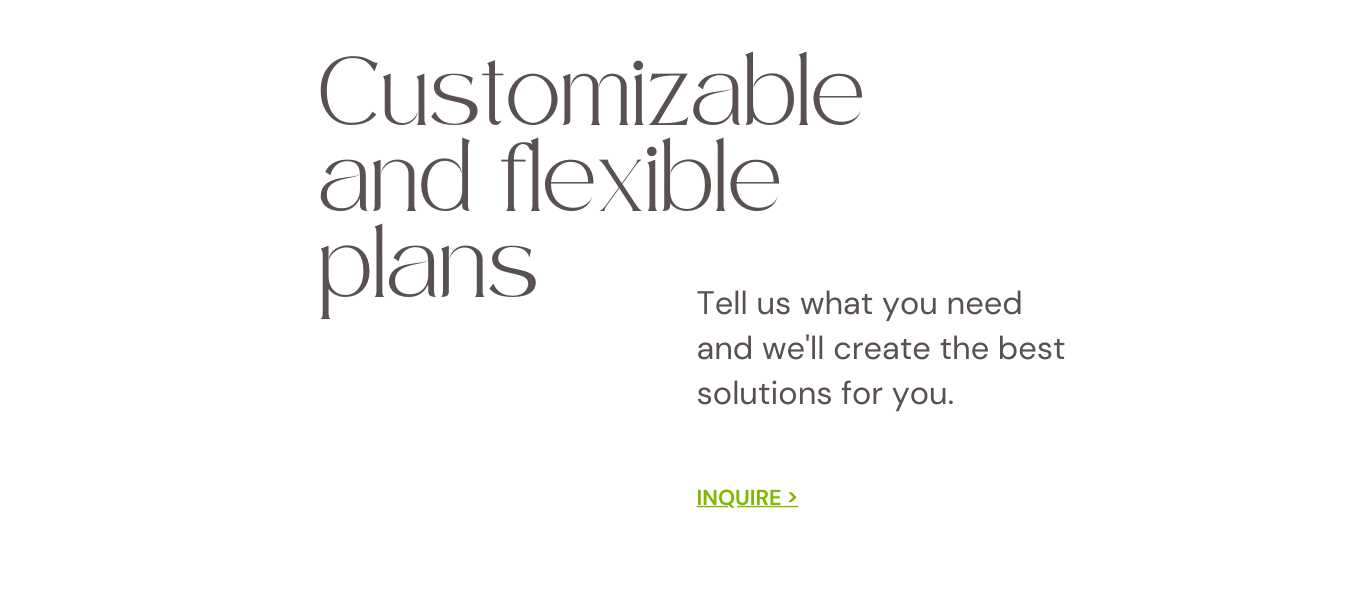 Customizable
and flexible
plans
Tell us what you need
and we'll create the best
solutions for you.
INQUIRE >